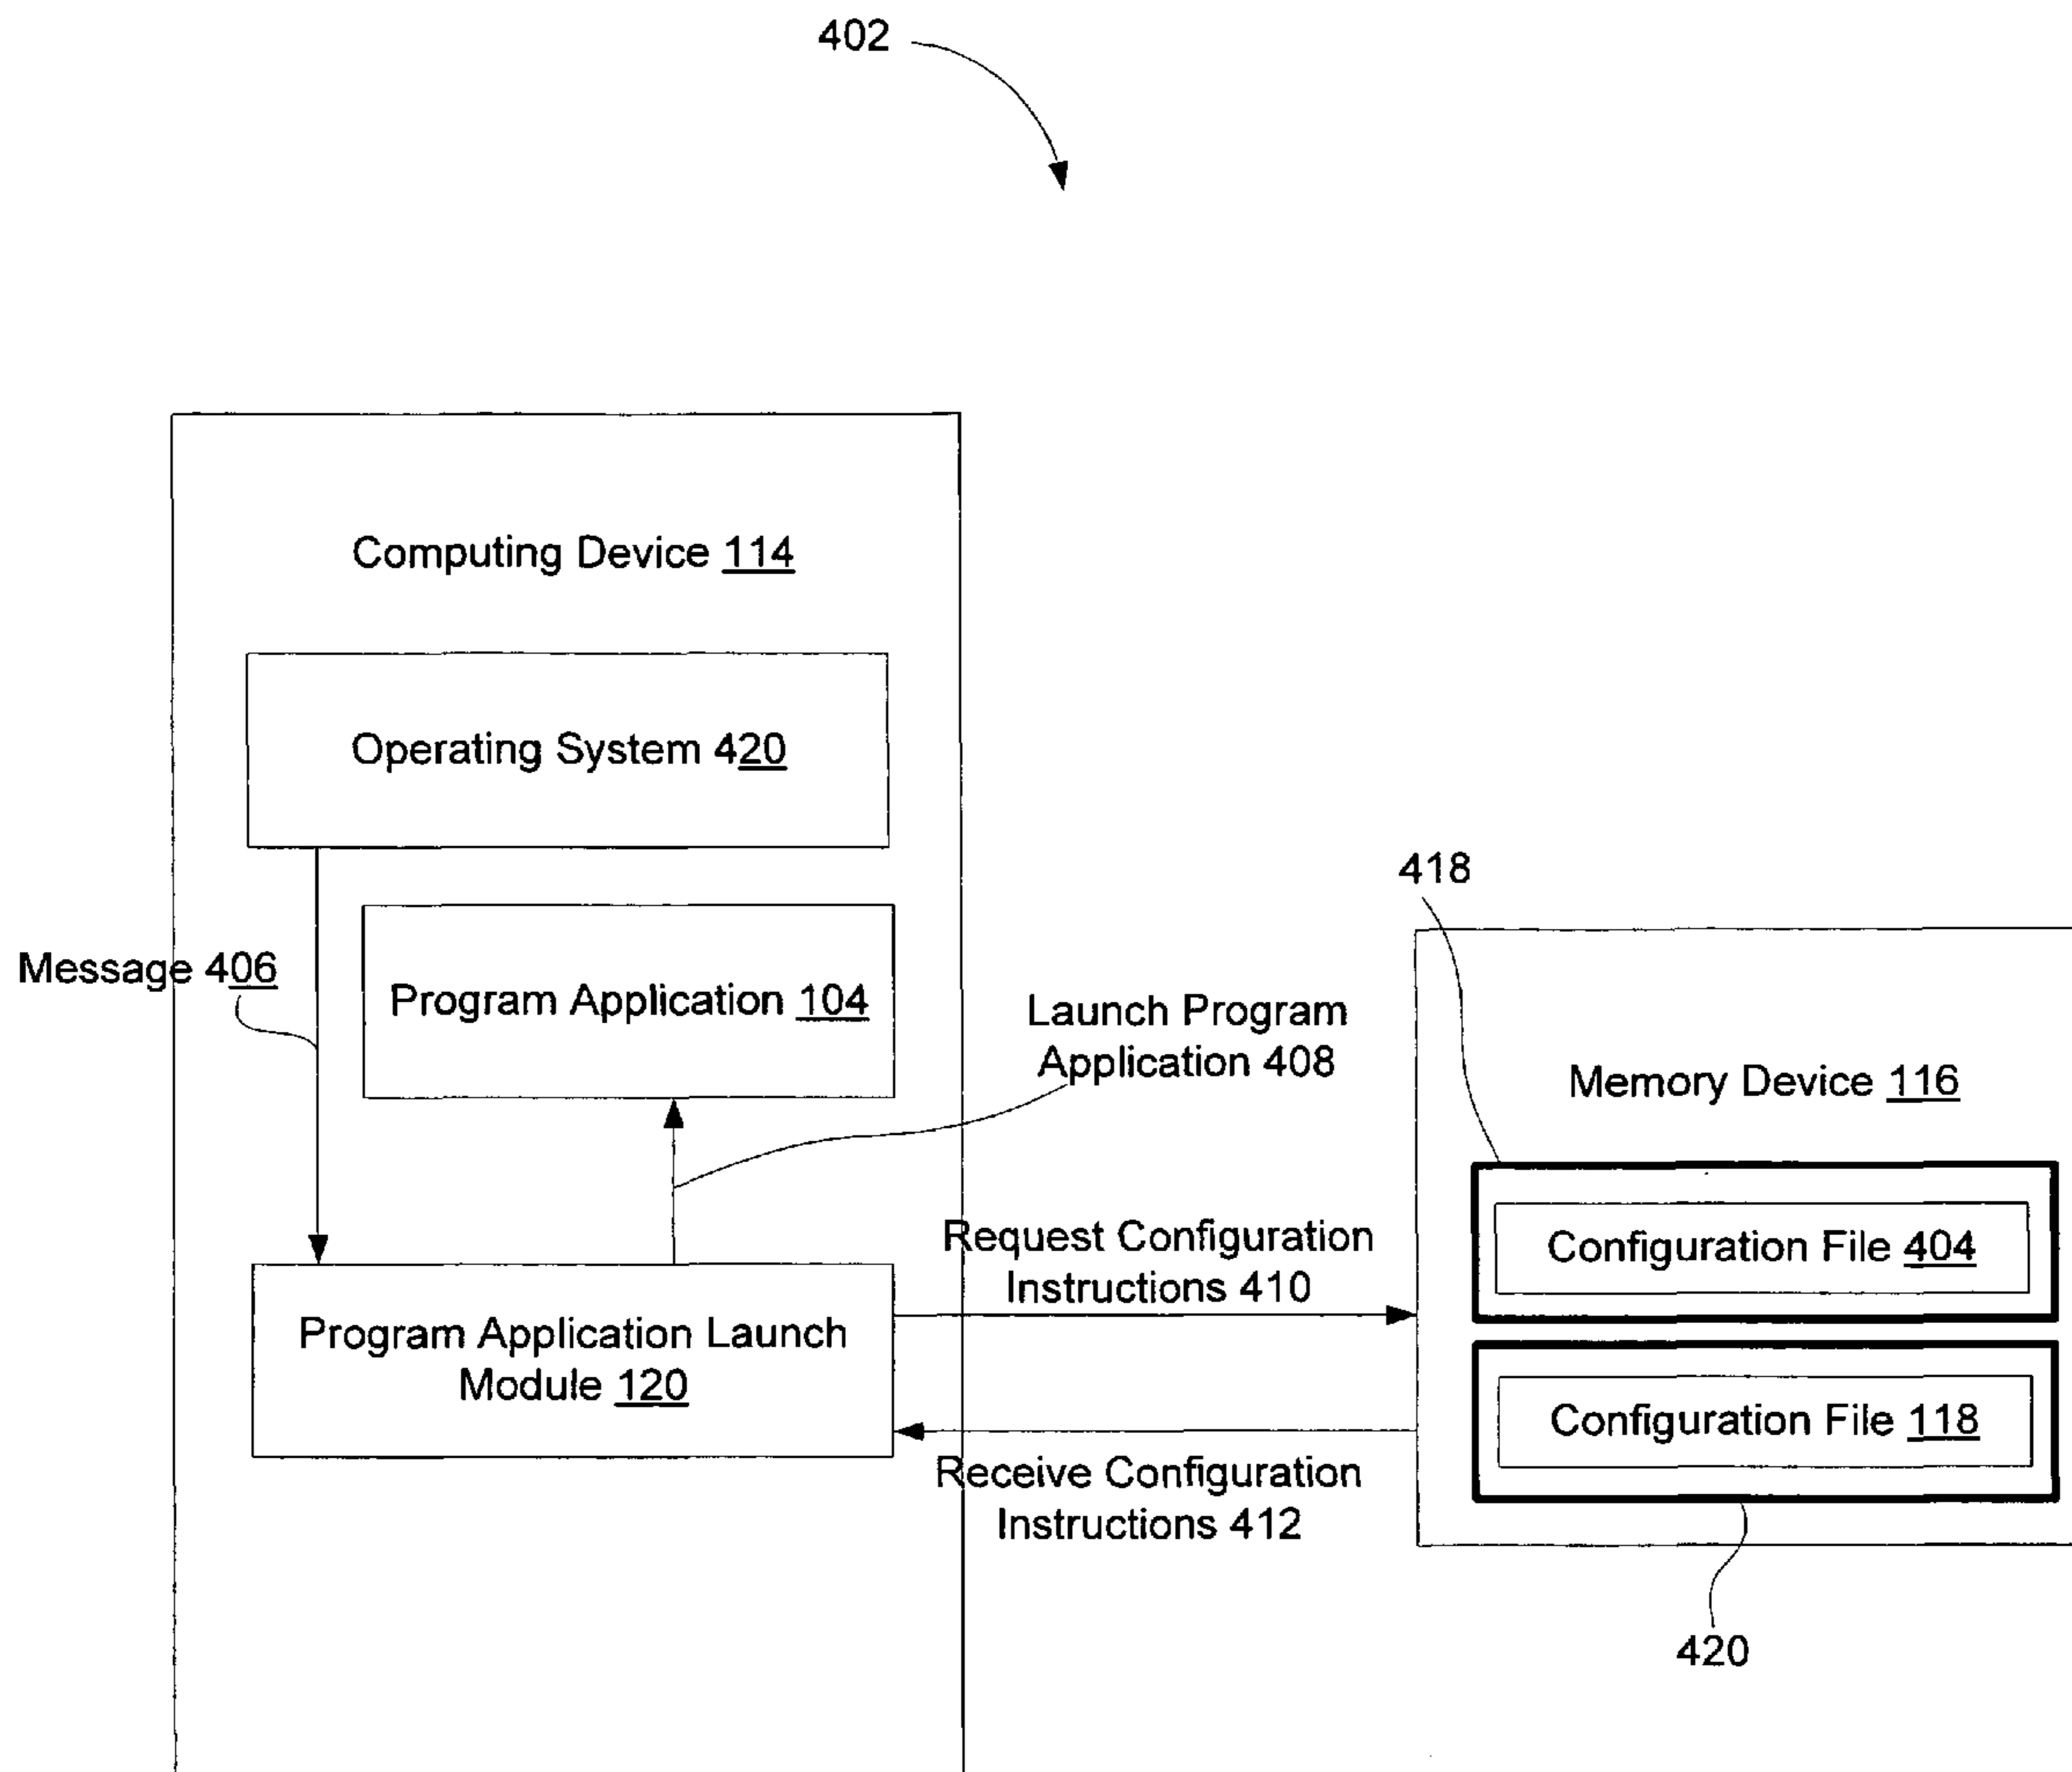 402
Computing Device 114
Operating System 420
418
Message 406
Program Application 104
Launch Program
Application 408
Memory Device 116
Request Configuration
Instructions 410
Configuration File 404
Program Application Launch
Module 120
Configuration File 118
Receive Configuration
Instructions 412
420